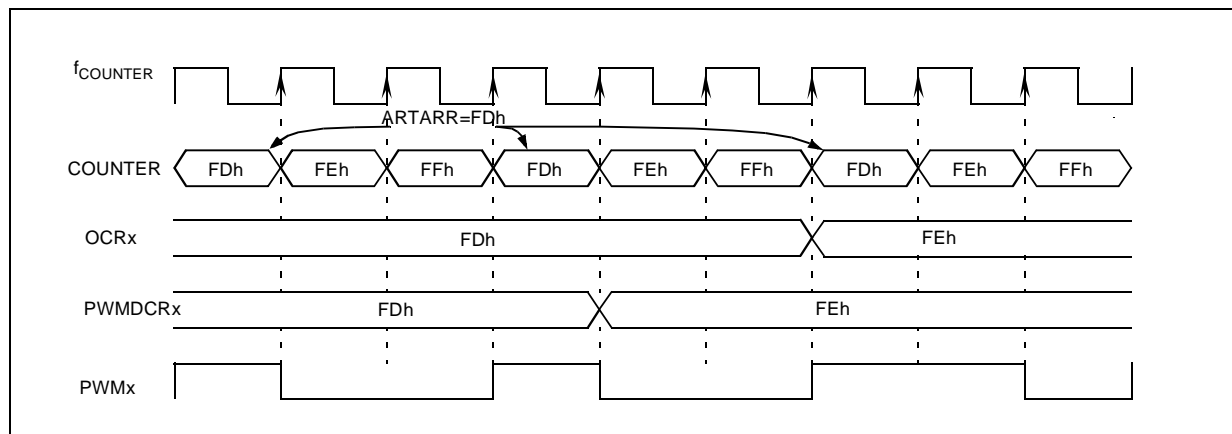 fCOUNTER
ARTARR=FDh
COUNTER FDh FEh FFh FDh FEh FFh FDh FEh FFh
OCRx FDh FEh
PWMDCRx FDh FEh
PWMx